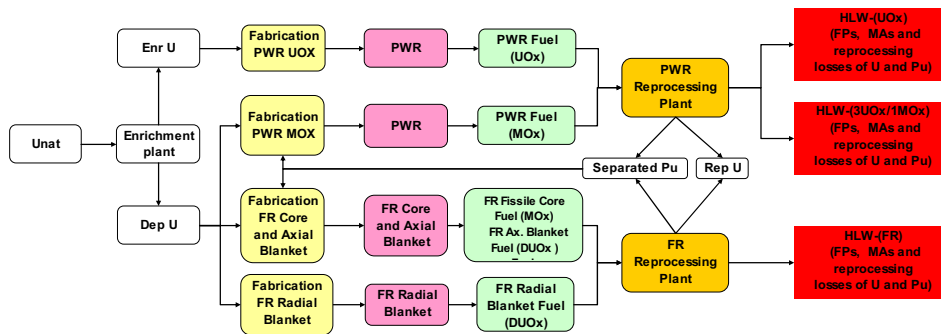 Unat
Enrichment
plant
Enr U
Dep U
Fabrication
PWR UOX
PWR
PWR Fuel
(UOx)
Fabrication
PWR MOX
PWR
PWR Fuel
(MOx)
Fabrication
FR Core
and Axial
Blanket
FR Core
and Axial
Blanket
FR Fissile Core
Fuel (MOx)
FR Ax. Blanket
Fuel (DUOx )
Fabrication
FR Radial
Blanket
FR Radial
Blanket
FR Radial
Blanket Fuel
(DUOx)
PWR
Reprocessing
Plant
Separated Pu
Rep U
FR
Reprocessing
Plant
HLW-(UOx)
(FPs, MAs and
reprocessing
losses of U and Pu)
HLW-(3UOx/1MOx)
(FPs, MAs and
reprocessing
losses of U and Pu)
HLW-(FR)
(FPs, MAs and
reprocessing
losses of U and Pu)